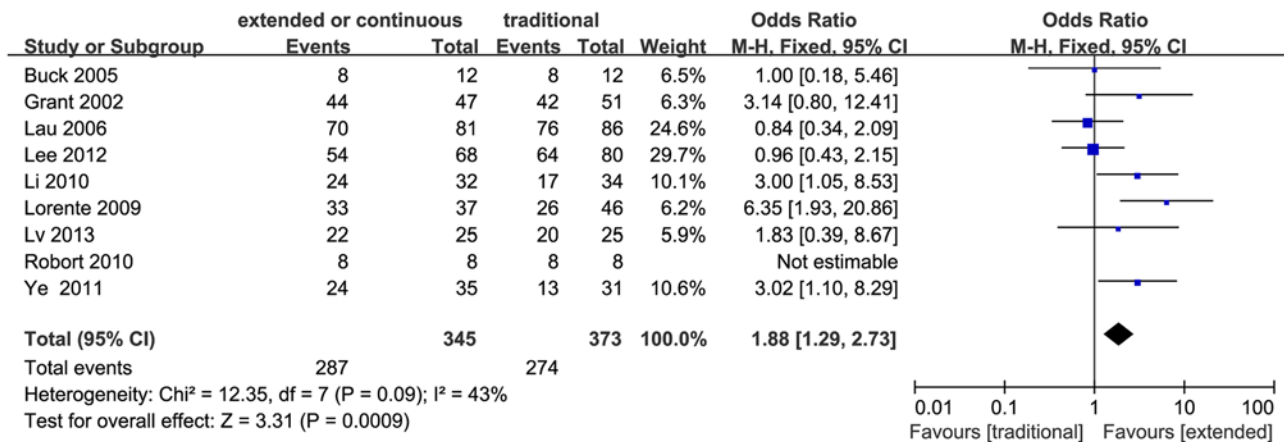 extended or continuous traditional Odds Ratio Odds Ratio
Study or Subgroup Events Total Events Total Weight M-H, Fixed, 95% CI M-H, Fixed, 95% CI
Buck 2005 8 12 8 12 6.5% 1.00 [0.18, 5.46]
Grant 2002 44 47 42 51 6.3% 3.14 [0.80, 12.41]
Lau 2006 70 81 76 86 24.6% 0.84 [0.34, 2.09]
Lee 2012 54 68 64 80 29.7% 0.96 [0.43, 2.15]
Li 2010 24 32 17 34 10.1% 3.00 [1.05, 8.53]
Lorente 2009 33 37 26 46 6.2% 6.35 [1.93, 20.86]
Lv 2013 22 25 20 25 5.9% 1.83 [0.39, 8.67]
Robort 2010 8 8 8 8 Not estimable
Ye 2011 24 35 13 31 10.6% 3.02 [1.10, 8.29]
Total (95% CI) 345 373 100.0% 1.88 [1.29, 2.73]
Total events 287 274
Heterogeneity: Chi² = 12.35, df = 7 (P = 0.09); I² = 43%
Test for overall effect: Z = 3.31 (P = 0.0009)
0.01 0.1 1 10 100
Favours [traditional] Favours [extended]